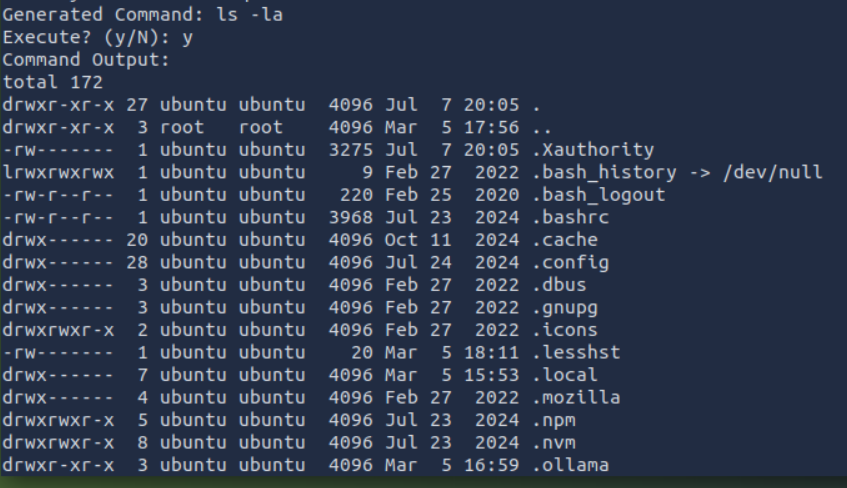 Generated Command: ls -la
Execute? (y/N): y
Command Output:
total 172
drwxr-xr-x 27 ubuntu ubuntu  4096 Jul  7 20:05 .
drwxr-xr-x  3 root   root    4096 Mar  5 17:56 ..
-rw-------  1 ubuntu ubuntu  3275 Jul  7 20:05 .Xauthority
lrwxrwxrwx  1 ubuntu ubuntu     9 Feb 27  2022 .bash_history -> /dev/null
-rw-r--r--  1 ubuntu ubuntu   220 Feb 25  2020 .bash_logout
-rw-r--r--  1 ubuntu ubuntu  3968 Jul 23  2024 .bashrc
drwx------ 20 ubuntu ubuntu  4096 Oct 11  2024 .cache
drwx------ 28 ubuntu ubuntu  4096 Jul 24  2024 .config
drwx------  3 ubuntu ubuntu  4096 Feb 27  2022 .dbus
drwx------  3 ubuntu ubuntu  4096 Feb 27  2022 .gnupg
drwxrwxr-x  2 ubuntu ubuntu  4096 Feb 27  2022 .icons
-rw-------  1 ubuntu ubuntu    20 Mar  5 18:11 .lesshst
drwx------  7 ubuntu ubuntu  4096 Mar  5 15:53 .local
drwx------  4 ubuntu ubuntu  4096 Feb 27  2022 .mozilla
drwxrwxr-x  5 ubuntu ubuntu  4096 Jul 23  2024 .npm
drwxrwxr-x  8 ubuntu ubuntu  4096 Jul 23  2024 .nvm
drwxr-xr-x  3 ubuntu ubuntu  4096 Mar  5 16:59 .ollama